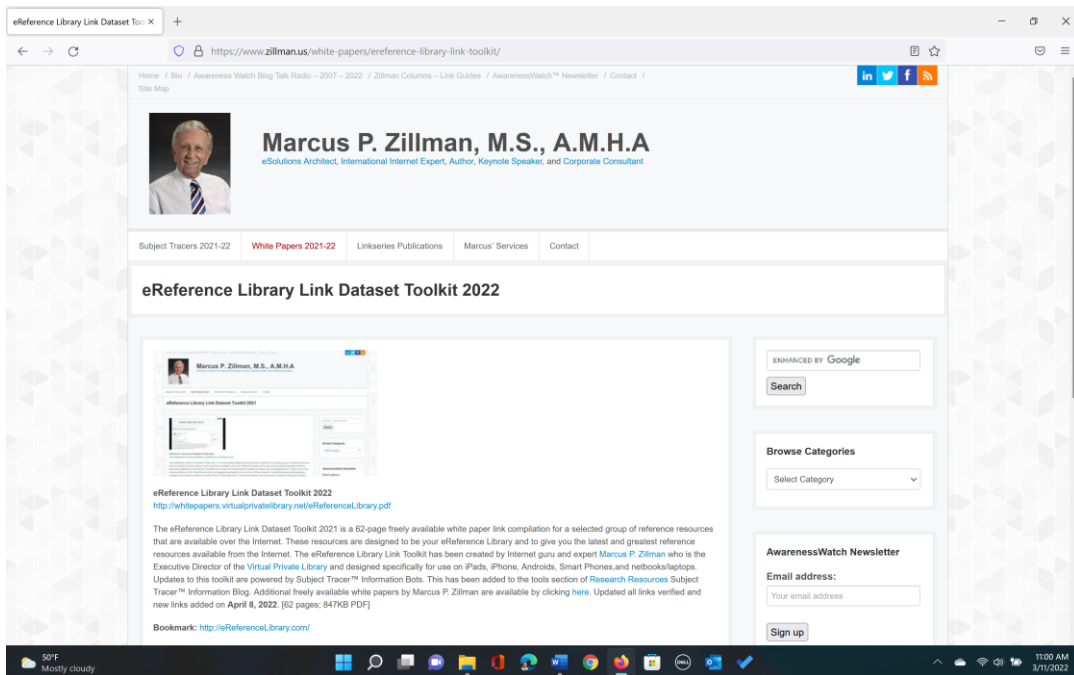 eReference Library Link Dataset Too
https://www.zillman.us/white-papers/ereference-library-link-toolkit/
Home / Bio / Awareness Watch Blog Talk Radio – 2007 – 2022 / Zillman Columns – Link Guides / AwarenessWatch™ Newsletter / Contact /
Site Map
in
f
Marcus P. Zillman, M.S., A.M.H.A
eSolutions Architect, International Internet Expert, Author, Keynote Speaker, and Corporate Consultant
Subject Tracers 2021-22
White Papers 2021-22
Linkseries Publications
Marcus' Services
Contact
eReference Library Link Dataset Toolkit 2022
Marcus P. Zillman, M.S., A.M.H.A
eReference Library Link Dataset Toolkit 2021
eReference Library Link Dataset Toolkit 2022
http://whitepapers.virtualprivatelibrary.net/eReferenceLibrary.pdf
The eReference Library Link Dataset Toolkit 2021 is a 62-page freely available white paper link compilation for a selected group of reference resources
that are available over the Internet. These resources are designed to be your eReference Library and to give you the latest and greatest reference
resources available from the Internet. The eReference Library Link Toolkit has been created by Internet guru and expert Marcus P. Zillman who is the
Executive Director of the Virtual Private Library and designed specifically for use on iPads, iPhone, Androids, Smart Phones,and netbooks/laptops.
Updates to this toolkit are powered by Subject Tracer™ Information Bots. This has been added to the tools section of Research Resources Subject
Tracer™ Information Blog. Additional freely available white papers by Marcus P. Zillman are available by clicking here. Updated all links verified and
new links added on April 8, 2022. [62 pages; 847KB PDF]
Bookmark: http://eReferenceLibrary.com/
ENHANCED BY Google
Search
Browse Categories
Select Category
AwarenessWatch Newsletter
Email address:
Your email address
Sign up
50°F
Mostly cloudy
DELL
11:00 AM
3/11/2022